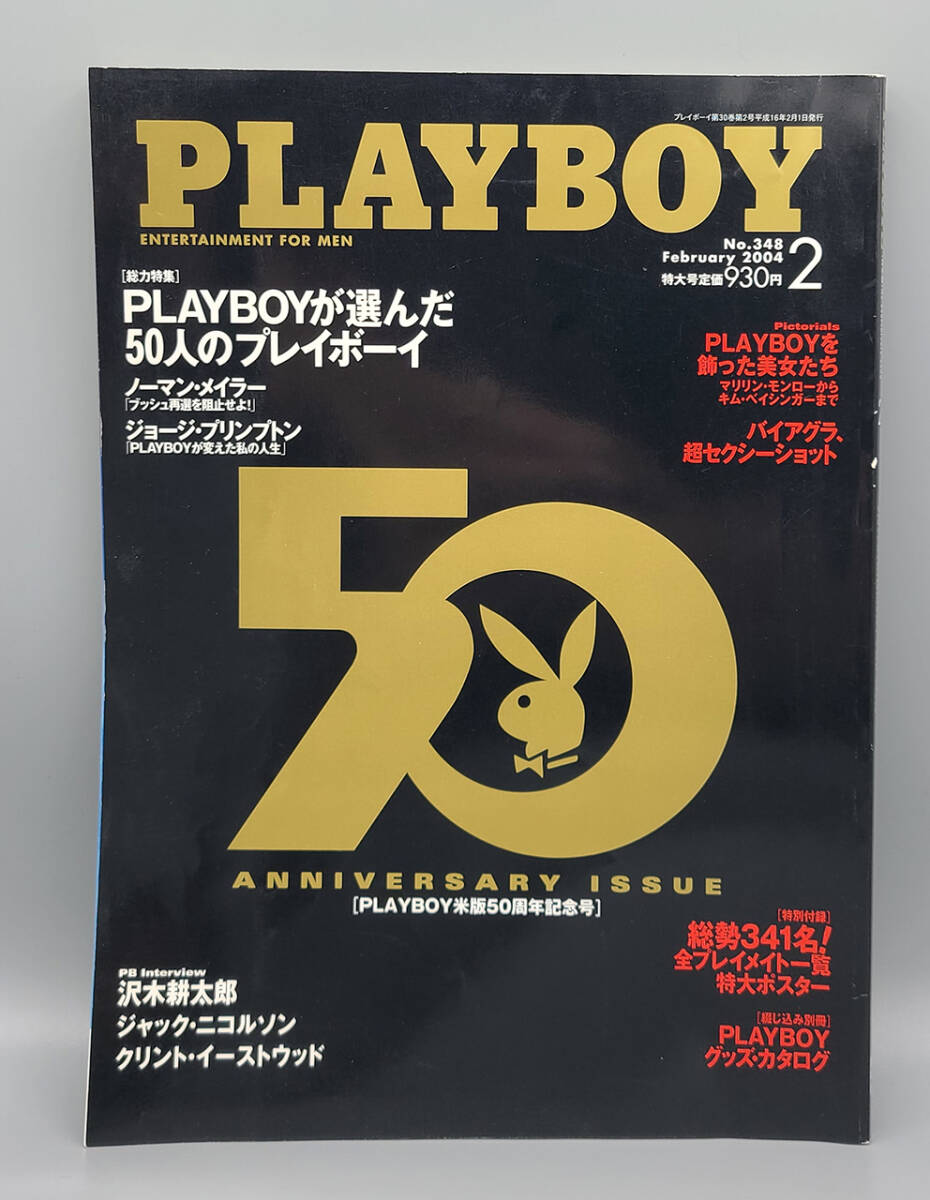 プレイボーイ第30巻第2号平成16年2月1日発行
PLAYBOY
ENTERTAINMENT FOR MEN
No.348
February 2004
特大号定価930円
2
[総力特集]
PLAYBOYが選んだ
50人のプレイボーイ
ノーマン・メイラー
「ブッシュ再選を阻止せよ!」
ジョージ・プリンプトン
「PLAYBOYが変えた私の人生」
Pictorials
PLAYBOYを
飾った美女たち
マリリン・モンローから
キム・ベイシンガーまで
バイアグラ、
超セクシーショット
50
ANNIVERSARY ISSUE
[PLAYBOY米版50周年記念号]
PB Interview
沢木耕太郎
ジャック・ニコルソン
クリント・イーストウッド
[特別付録]
総勢341名!
全プレイメイト一覧
特大ポスター
[綴じ込み別冊]
PLAYBOY
グッズ・カタログ